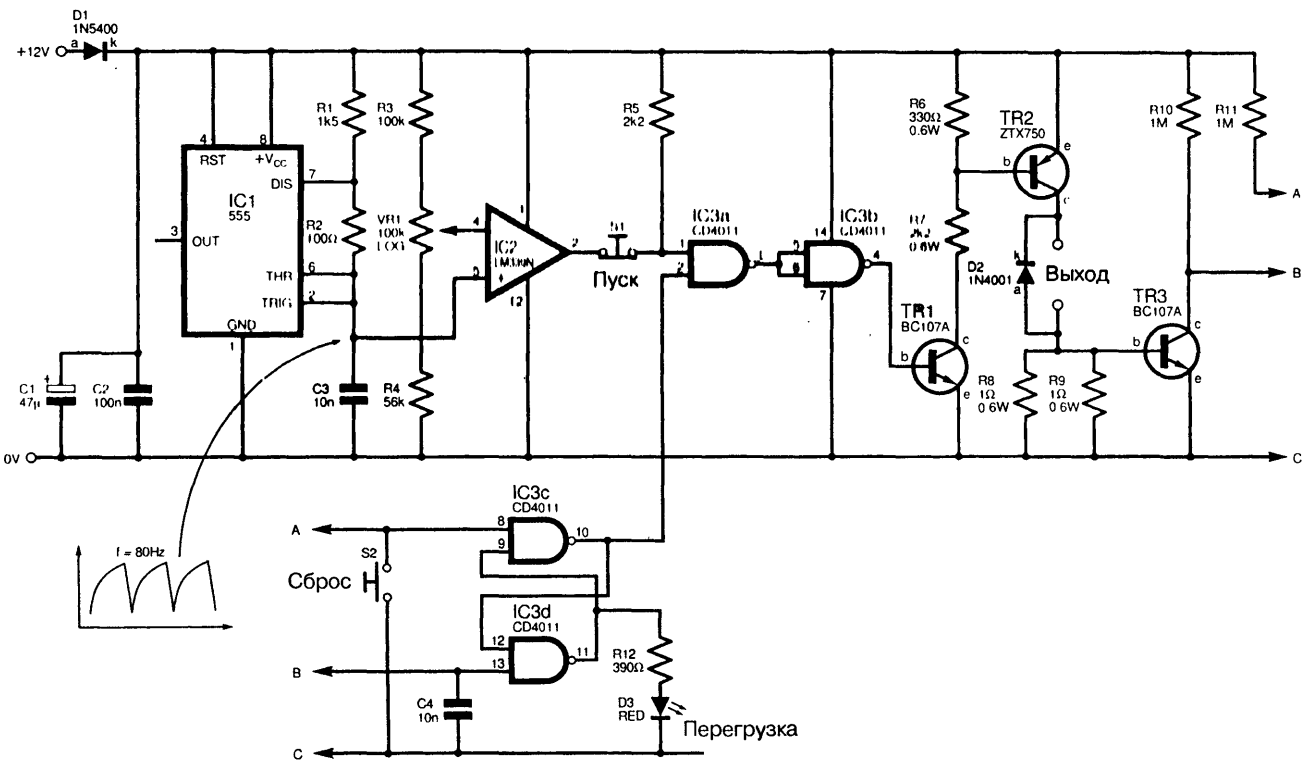 D1
1N5400
+12V
a
k
R1
1k5
R3
100k
R5
2k2
R6
330Ω
0.6W
TR2
ZTX750
R10
1M
R11
1M
4
8
RST
+VCC
DIS
7
IC1
555
3
OUT
R2
100Ω
VR1
100k
LOG
THR
6
TRIG
2
GND
1
4
1
IC2
2
+
12
S1
Пуск
IC3a
CD4011
1
2
IC3b
CD4011
14
4
7
b
e
c
0.6W
D2
1N4001
k
a
Выход
A
B
TR1
BC107A
b
c
e
TR3
BC107A
b
c
e
C1
47µ
+
C2
100n
C3
10n
R4
56k
R8
1Ω
0.6W
R9
1Ω
0.6W
0V
C
f = 80Hz
A
IC3c
CD4011
8
9
10
S2
Сброс
IC3d
CD4011
12
13
11
B
C4
10n
R12
390Ω
D3
RED
Перегрузка
C